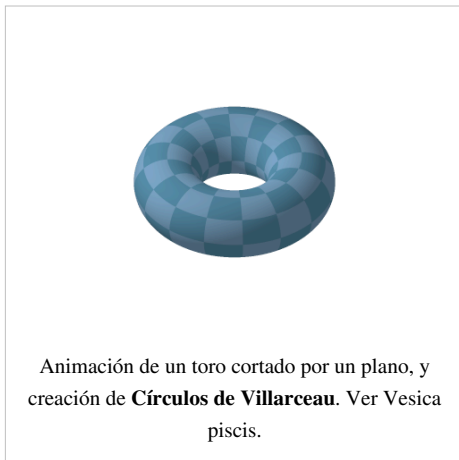 Animación de un toro cortado por un plano, y
creación de Círculos de Villarceau. Ver Vesica
piscis.